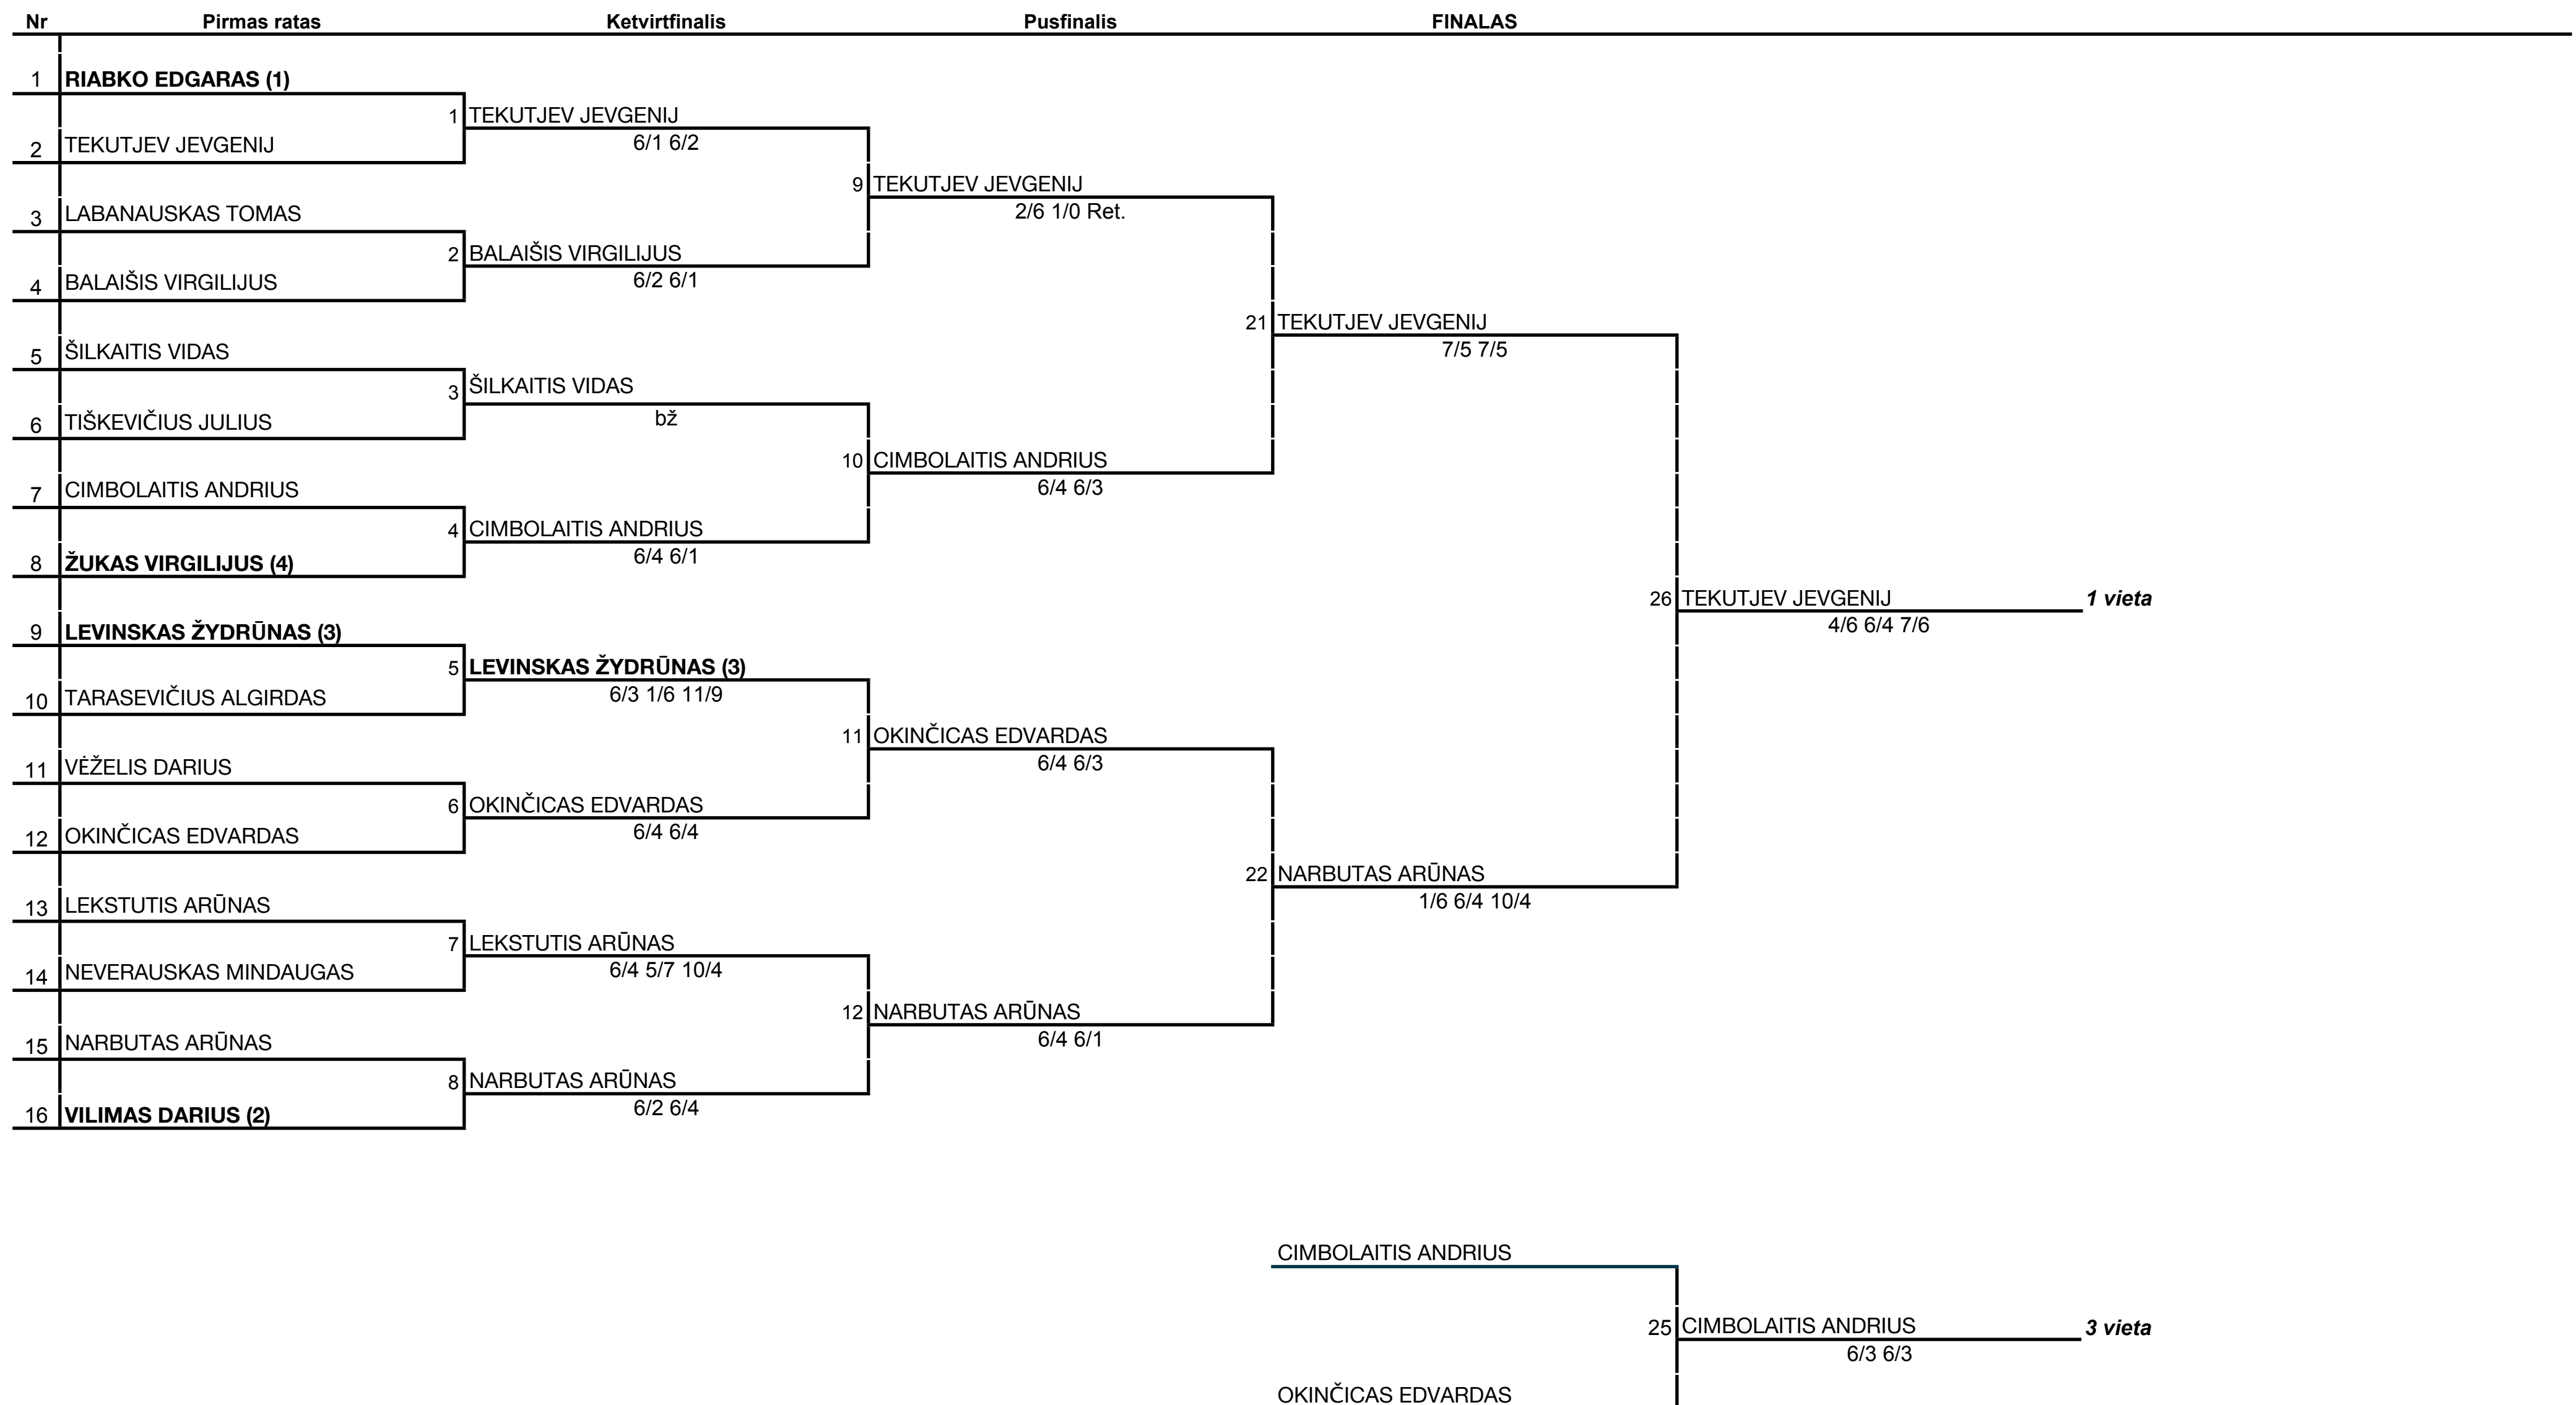 Nr Pirmas ratas Ketvirtfinalis Pusfinalis FINALAS
1 RIABKO EDGARAS (1)
1 TEKUTJEV JEVGENIJ
6/1 6/2
2 TEKUTJEV JEVGENIJ
9 TEKUTJEV JEVGENIJ
2/6 1/0 Ret.
3 LABANAUSKAS TOMAS
2 BALAIŠIS VIRGILIJUS
6/2 6/1
4 BALAIŠIS VIRGILIJUS
21 TEKUTJEV JEVGENIJ
7/5 7/5
5 ŠILKAITIS VIDAS
3 ŠILKAITIS VIDAS
bž
6 TIŠKEVIČIUS JULIUS
10 CIMBOLAITIS ANDRIUS
6/4 6/3
7 CIMBOLAITIS ANDRIUS
4 CIMBOLAITIS ANDRIUS
6/4 6/1
8 ŽUKAS VIRGILIJUS (4)
26 TEKUTJEV JEVGENIJ 1 vieta
4/6 6/4 7/6
9 LEVINSKAS ŽYDRŪNAS (3)
5 LEVINSKAS ŽYDRŪNAS (3)
6/3 1/6 11/9
10 TARASEVIČIUS ALGIRDAS
11 OKINČICAS EDVARDAS
6/4 6/3
11 VĖŽELIS DARIUS
6 OKINČICAS EDVARDAS
6/4 6/4
12 OKINČICAS EDVARDAS
22 NARBUTAS ARŪNAS
1/6 6/4 10/4
13 LEKSTUTIS ARŪNAS
7 LEKSTUTIS ARŪNAS
6/4 5/7 10/4
14 NEVERAUSKAS MINDAUGAS
12 NARBUTAS ARŪNAS
6/4 6/1
15 NARBUTAS ARŪNAS
8 NARBUTAS ARŪNAS
6/2 6/4
16 VILIMAS DARIUS (2)
CIMBOLAITIS ANDRIUS
25 CIMBOLAITIS ANDRIUS 3 vieta
6/3 6/3
OKINČICAS EDVARDAS